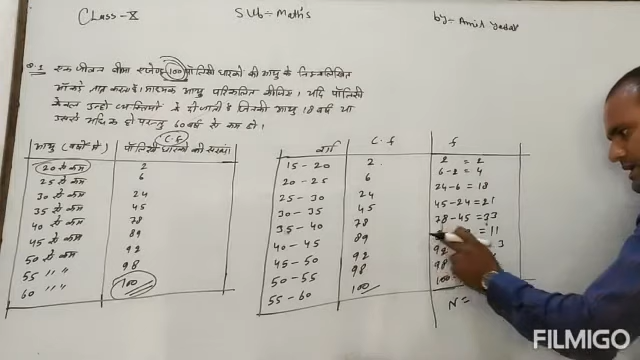 CLass-X
Sub:- Math's
by:- Amit Yadav
Q.1 एक जीवन बीमा एजेण्ट 100 पॉलिसी धारकों की आयु के निम्नलिखित
आँकड़े ज्ञात करता है। माध्यक आयु परिकलित कीजिए। यदि पॉलिसी
केवल उन्हीं व्यक्तियों को दी जाती है जिनकी आयु 18 वर्ष या
उससे अधिक हो परन्तु 60 वर्ष से कम हो।
आयु (वर्षों में) पॉलिसी धारकों की संख्या (C.f)
20 से कम 2
25 से कम 6
30 से कम 24
35 से कम 45
40 से कम 78
45 से कम 89
50 से कम 92
55 " " 98
60 " " 100
वर्ग C.f f
15 - 20 2 2 = 2
20 - 25 6 6-2 = 4
25 - 30 24 24-6 = 18
30 - 35 45 45-24 = 21
35 - 40 78 78-45 = 33
40 - 45 89 = 11
45 - 50 92 92 3
50 - 55 98 98
55 - 60 100 100-
N =
FILMIGO